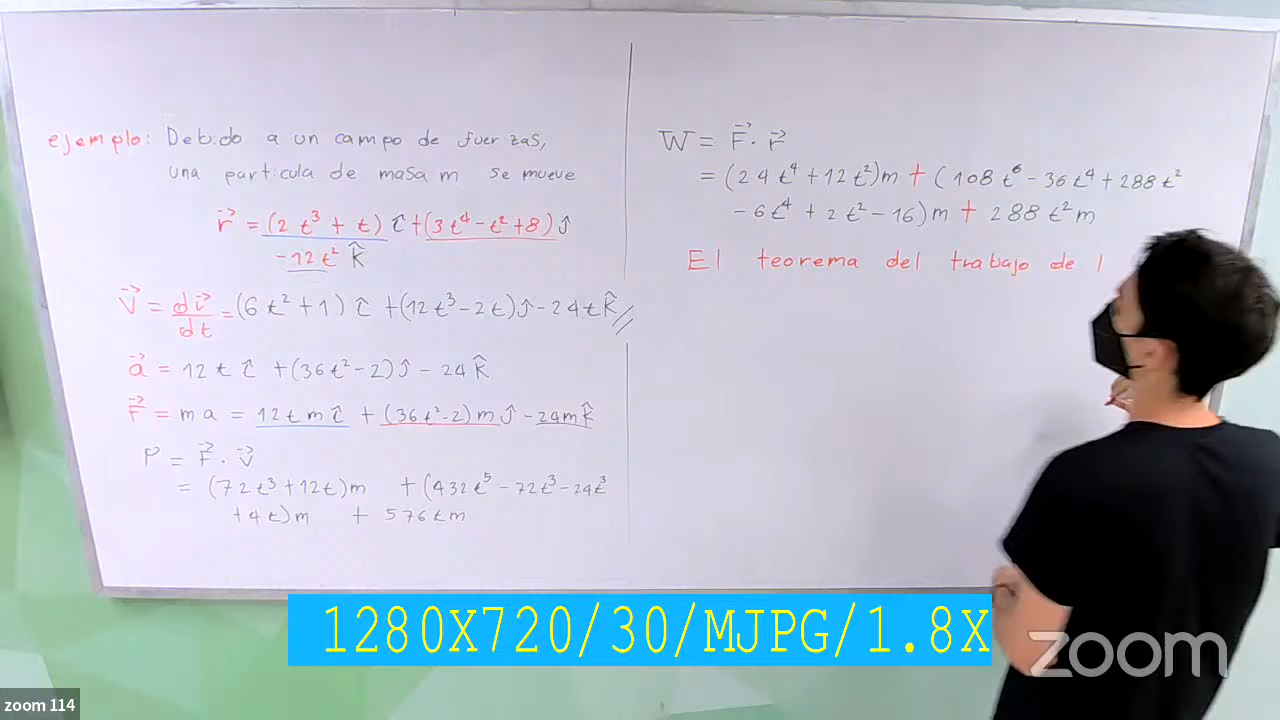 ejemplo: Debido a un campo de fuerzas,
una particula de masa m se mueve
r⃗ = (2t³ + t) î + (3t⁴ - t² + 8) ĵ
- 12t² k̂
v⃗ = dr⃗/dt = (6t² + 1) î + (12t³ - 2t) ĵ - 24t k̂
a⃗ = 12t î + (36t² - 2) ĵ - 24 k̂
F⃗ = m a = 12t m î + (36t² - 2) m ĵ - 24m k̂
P = F⃗ · v⃗
= (72t³ + 12t)m + (432t⁵ - 72t³ - 24t³
+ 4t)m + 576tm
W = F⃗ · r⃗
= (24t⁴ + 12t²)m + (108t⁶ - 36t⁴ + 288t²
- 6t⁴ + 2t² - 16)m + 288t²m
El teorema del trabajo de l
1280X720/30/MJPG/1.8X
zoom
zoom 114